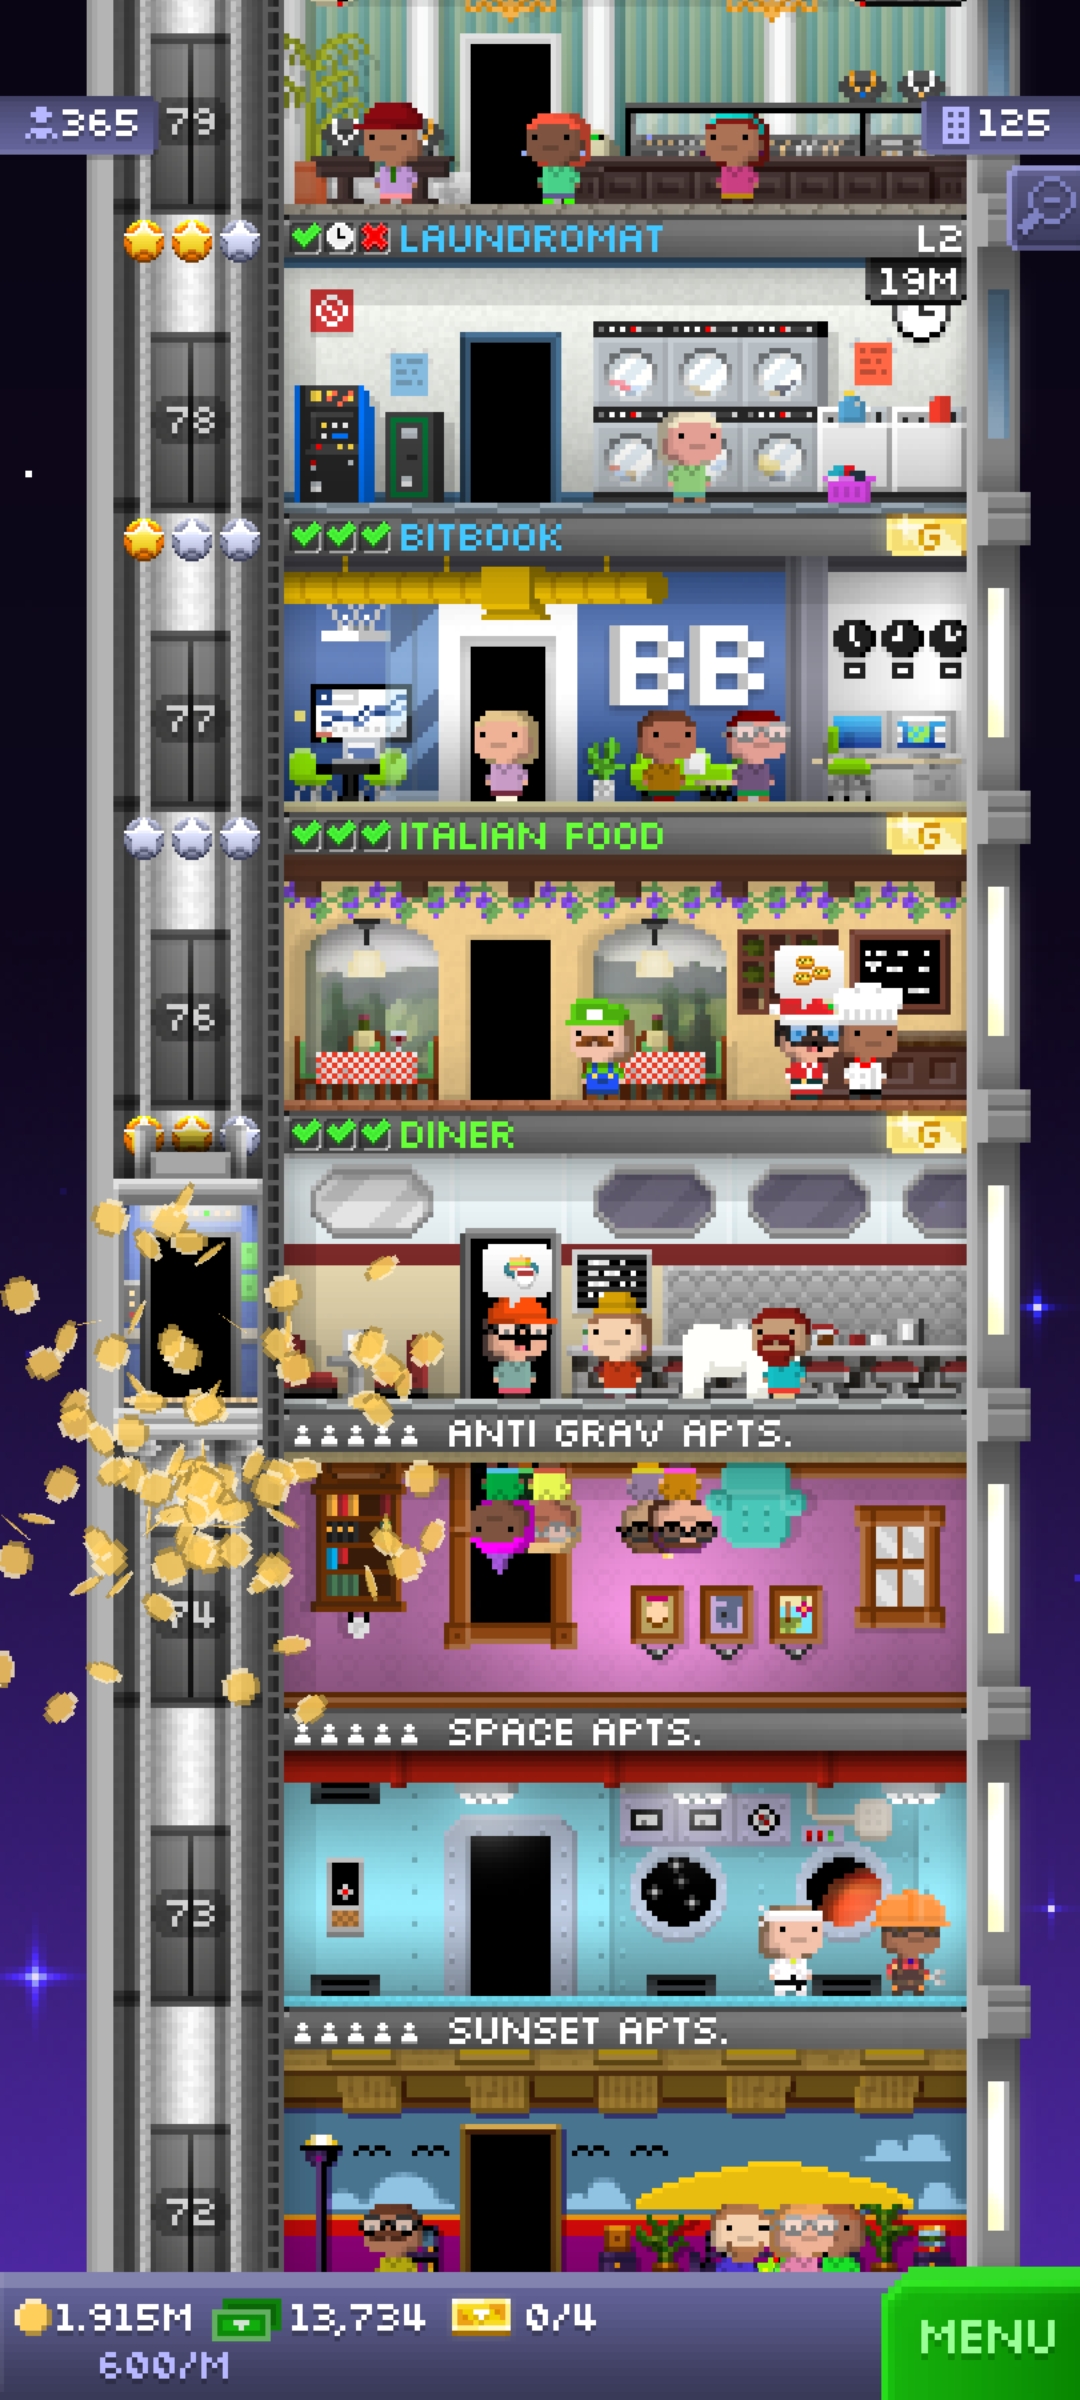 365
79
125
LAUNDROMAT L2
19M
78
BITBOOK G
BB
77
ITALIAN FOOD G
76
DINER G
ANTI GRAV APTS.
74
SPACE APTS.
73
SUNSET APTS.
72
1.915M 13,734 0/4
600/M
MENU